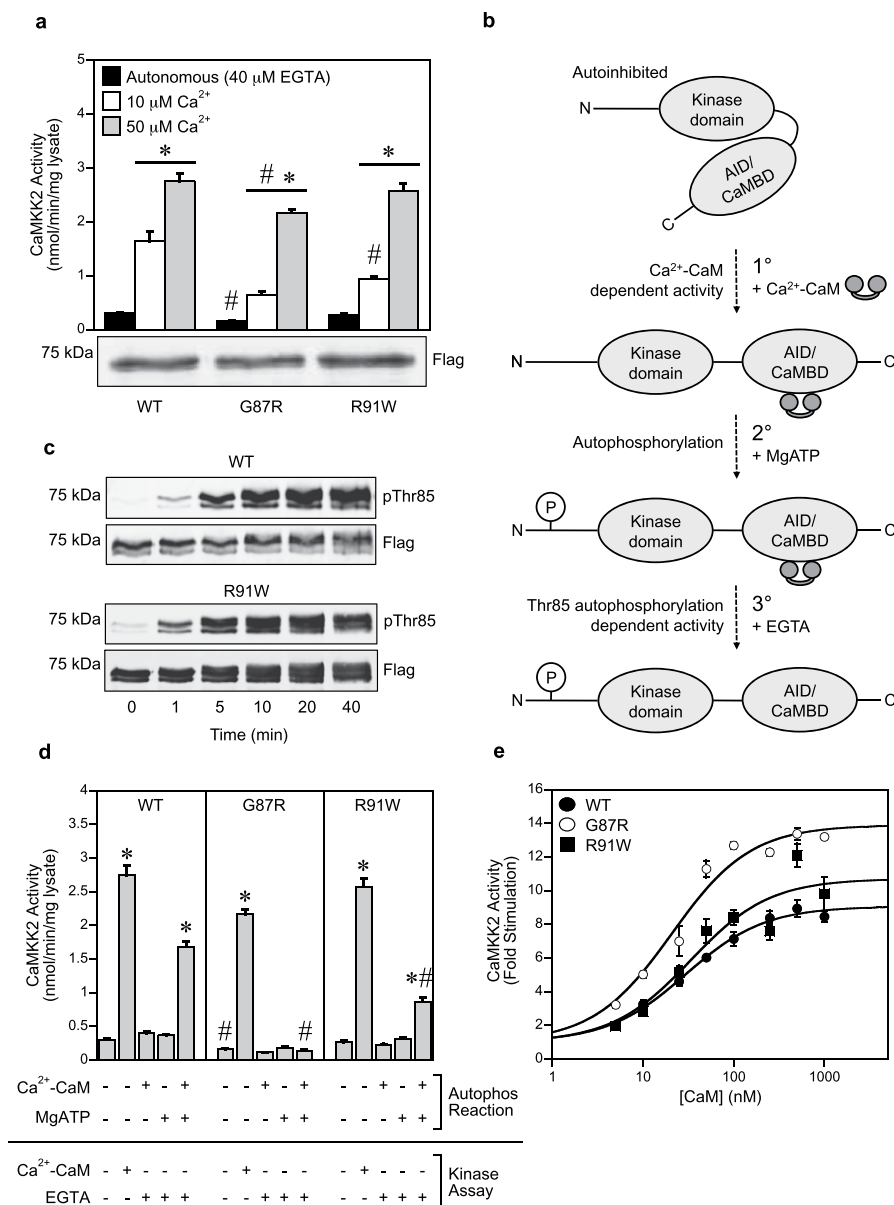 a
CaMKK2 Activity
(nmol/min/mg lysate)
5
4
3
2
1
0
Autonomous (40 μM EGTA)
10 μM Ca²⁺
50 μM Ca²⁺
*
# *
*
#
#
75 kDa
Flag
WT G87R R91W
b
Autoinhibited
N
Kinase
domain
AID/
CaMBD
C
Ca²⁺-CaM
dependent activity
1°
+ Ca²⁺-CaM
N
Kinase
domain
AID/
CaMBD
C
Autophosphorylation
2°
+ MgATP
P
N
Kinase
domain
AID/
CaMBD
C
Thr85 autophosphorylation
dependent activity
3°
+ EGTA
P
N
Kinase
domain
AID/
CaMBD
C
c
WT
75 kDa
pThr85
75 kDa
Flag
R91W
75 kDa
pThr85
75 kDa
Flag
0 1 5 10 20 40
Time (min)
d
CaMKK2 Activity
(nmol/min/mg lysate)
4
3.5
3
2.5
2
1.5
1
0.5
0
WT G87R R91W
* * # * # * *#
Ca²⁺-CaM - - + - + - - + - + - - + - +
MgATP - - - + + - - - + + - - - + +
Autophos
Reaction
Ca²⁺-CaM - + - - - - + - - - - + - - -
EGTA - - + + + - - + + + - - + + +
Kinase
Assay
e
CaMKK2 Activity
(Fold Stimulation)
16
14
12
10
8
6
4
2
0
WT
G87R
R91W
1 10 100 1000
[CaM] (nM)